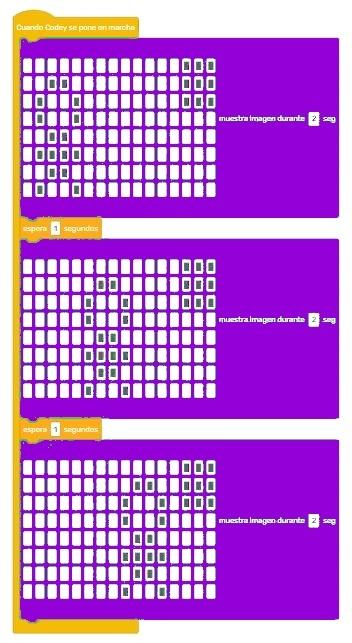 Cuando Codey se pone en marcha
muestra imagen durante 2 seg
espera 1 segundos
muestra imagen durante 2 seg
espera 1 segundos
muestra imagen durante 2 seg